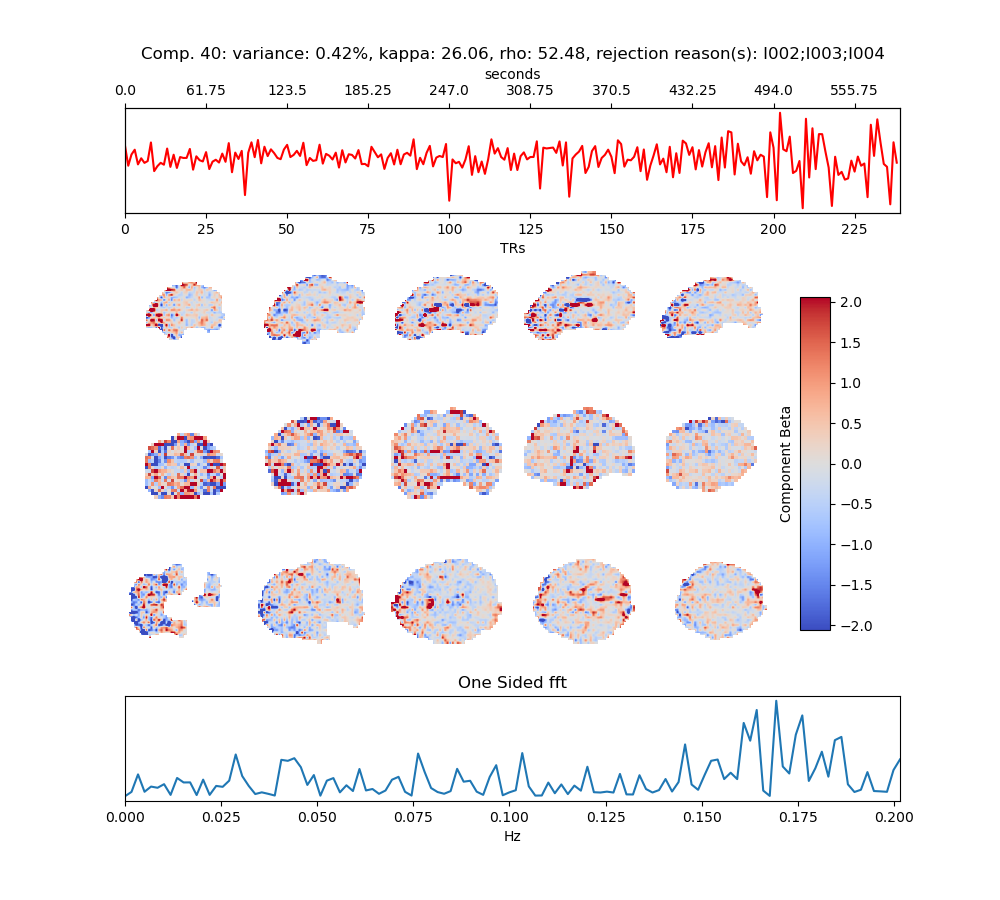 Comp. 40: variance: 0.42%, kappa: 26.06, rho: 52.48, rejection reason(s): I002;I003;I004
seconds
0.0 61.75 123.5 185.25 247.0 308.75 370.5 432.25 494.0 555.75
0 25 50 75 100 125 150 175 200 225
TRs
2.0
1.5
1.0
0.5
0.0
−0.5
−1.0
−1.5
−2.0
Component Beta
One Sided fft
0.000 0.025 0.050 0.075 0.100 0.125 0.150 0.175 0.200
Hz